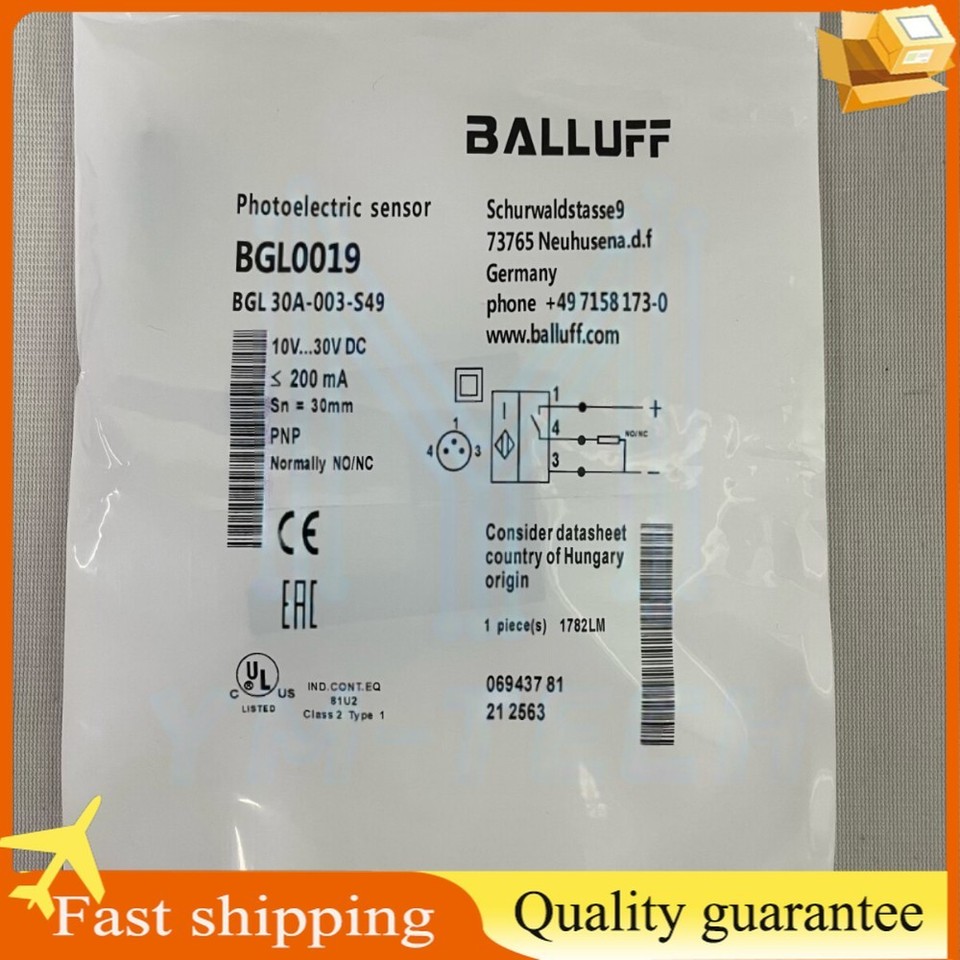 BALLUFF
Photoelectric sensor
BGL0019
BGL 30A-003-S49
Schurwaldstasse9
73765 Neuhusena.d.f
Germany
phone +49 7158 173-0
www.balluff.com
10V...30V DC
≤ 200 mA
Sn = 30mm
PNP
Normally NO/NC
1
4
3
1
4
3
+
NO/NC
−
CE
EAC
Consider datasheet
country of Hungary
origin
1 piece(s) 1782LM
C UL US
®
LISTED
IND.CONT.EQ
81U2
Class 2 Type 1
069437 81
21 2563
Fast shipping
Quality guarantee